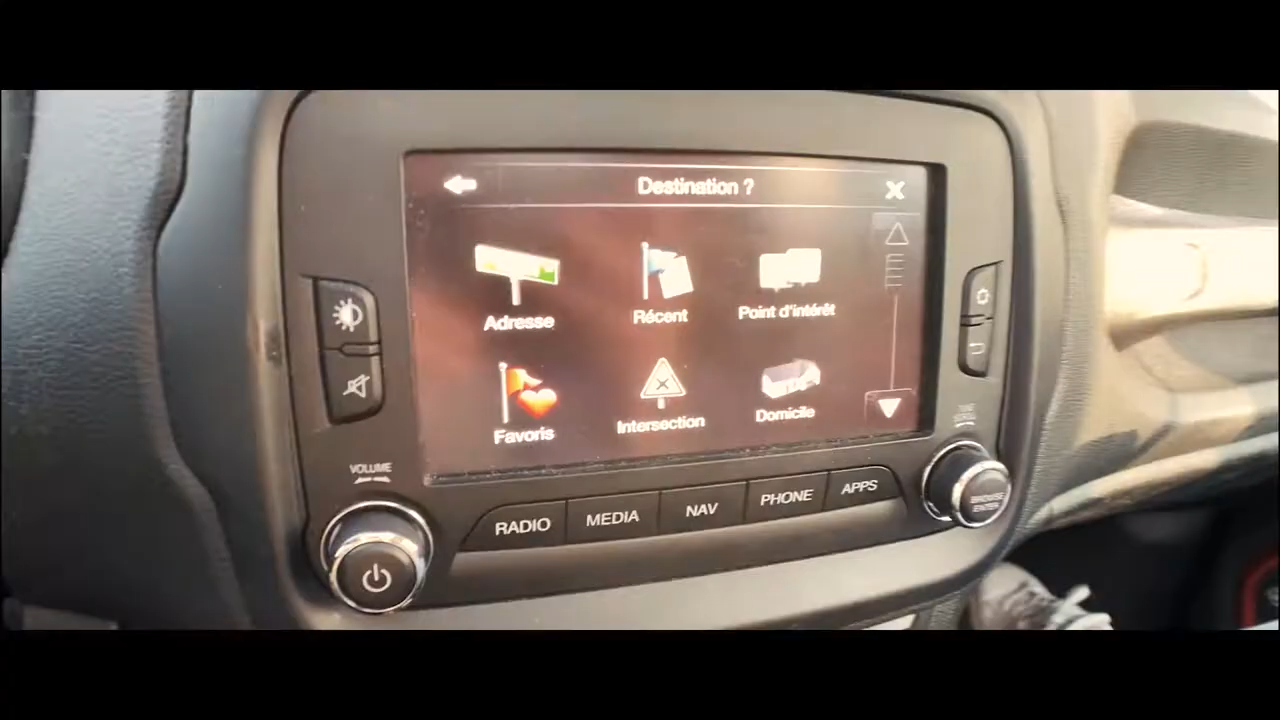 Destination ?
Adresse
Récent
Point d'intérêt
Favoris
Intersection
Domicile
VOLUME
RADIO
MEDIA
NAV
PHONE
APPS
BROWSE
ENTER